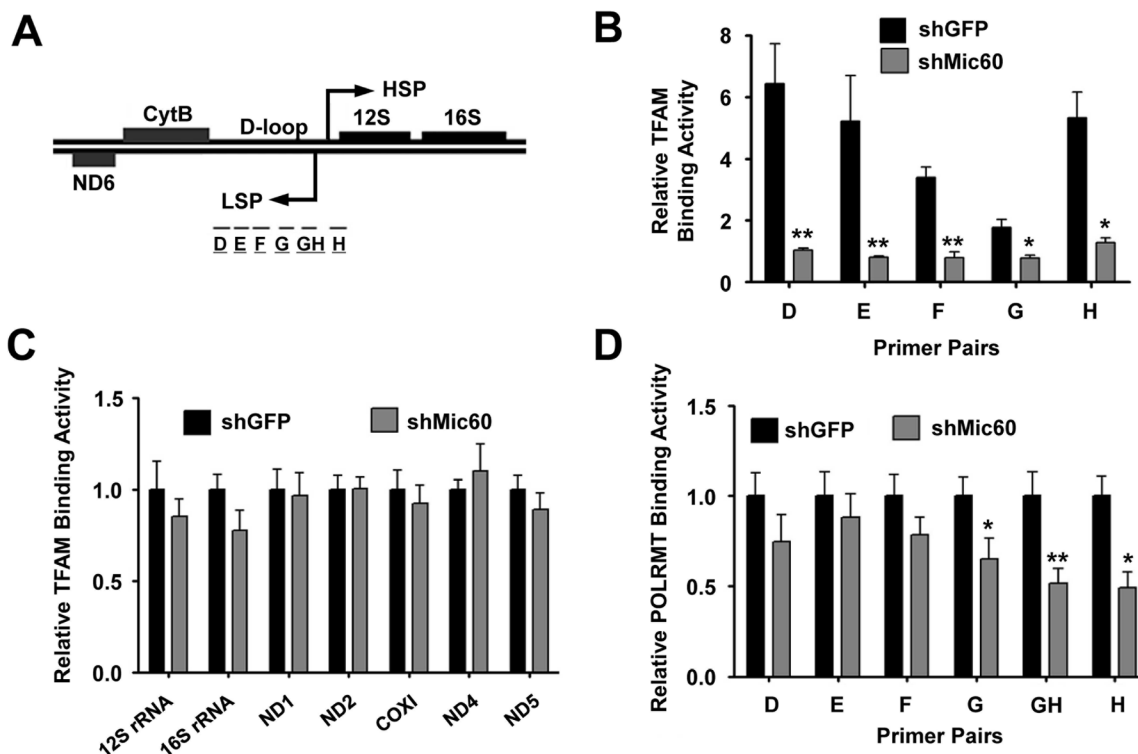 A
HSP
CytB
D-loop
12S
16S
ND6
LSP
D E F G GH H
B
shGFP
shMic60
Relative TFAM
Binding Activity
8
6
4
2
0
** ** ** * *
D E F G H
Primer Pairs
C
shGFP shMic60
Relative TFAM Binding Activity
1.5
1.0
0.5
0.0
12S rRNA 16S rRNA ND1 ND2 COXI ND4 ND5
D
shGFP shMic60
Relative POLRMT Binding Activity
1.5
1.0
0.5
0.0
* ** *
D E F G GH H
Primer Pairs